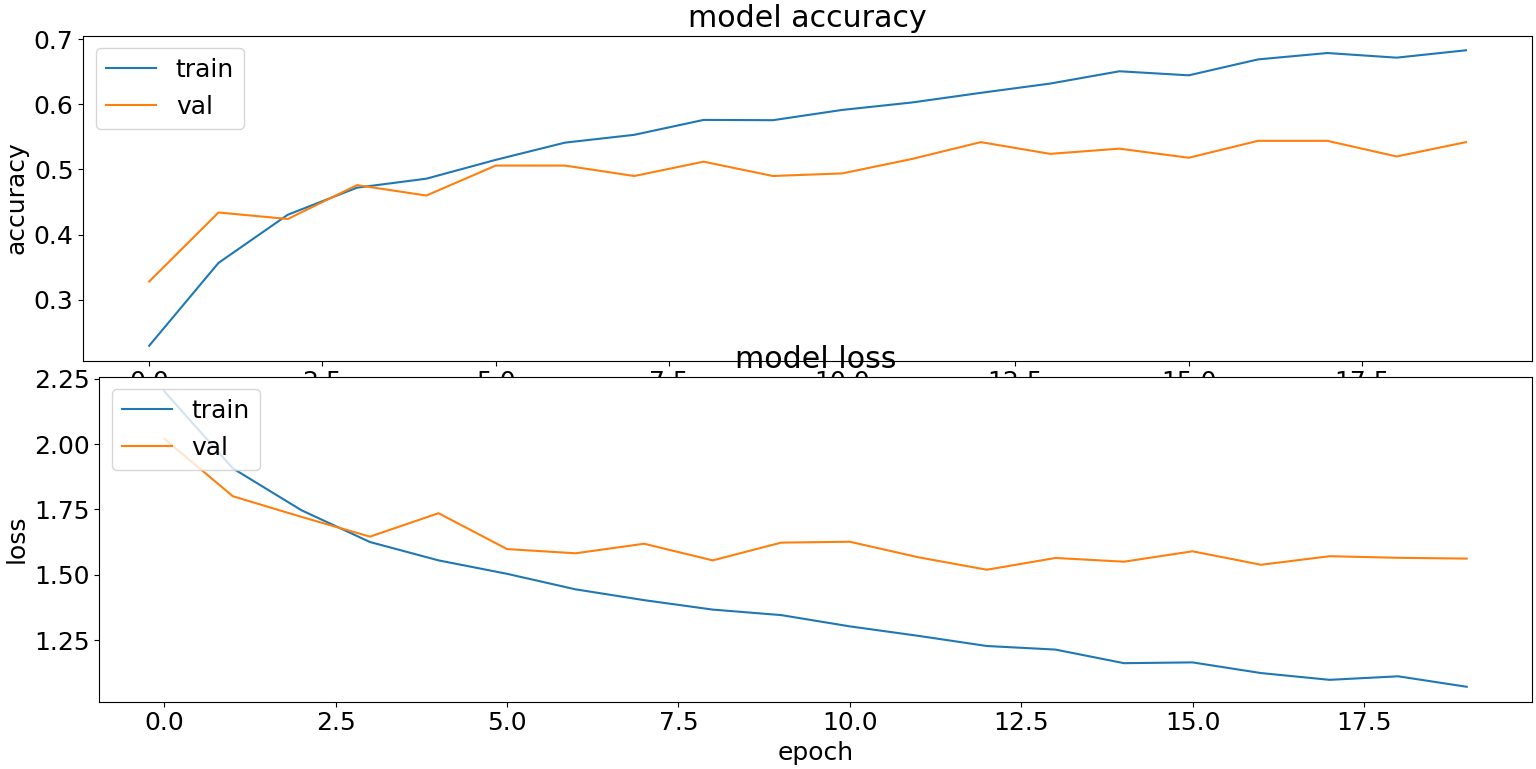 model accuracy
0.7
0.6
0.5
0.4
0.3
accuracy
train
val
model loss
2.25
2.00
1.75
1.50
1.25
loss
train
val
0.0 2.5 5.0 7.5 10.0 12.5 15.0 17.5
epoch